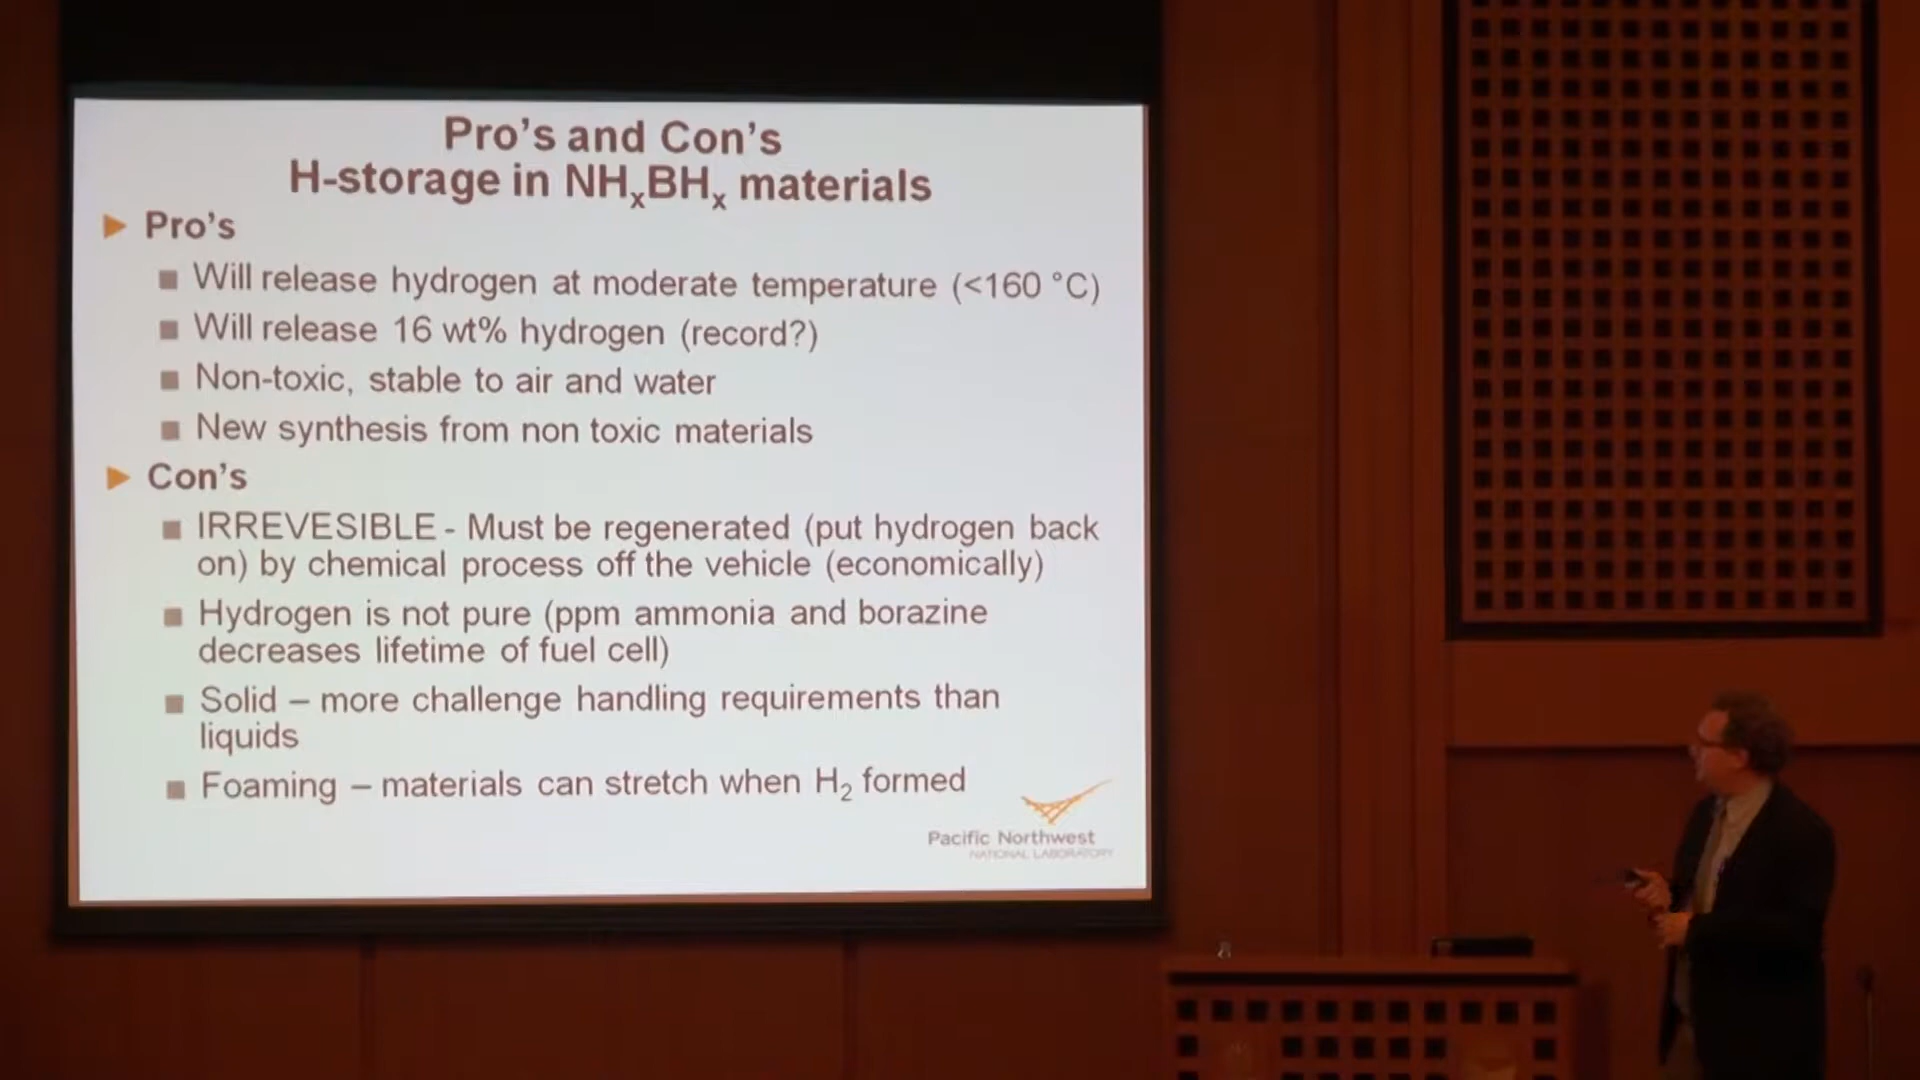 Pro's and Con's
H-storage in NHxBHx materials
Pro's
Will release hydrogen at moderate temperature (<160 °C)
Will release 16 wt% hydrogen (record?)
Non-toxic, stable to air and water
New synthesis from non toxic materials
Con's
IRREVESIBLE - Must be regenerated (put hydrogen back
on) by chemical process off the vehicle (economically)
Hydrogen is not pure (ppm ammonia and borazine
decreases lifetime of fuel cell)
Solid – more challenge handling requirements than
liquids
Foaming – materials can stretch when H2 formed
Pacific Northwest
NATIONAL LABORATORY